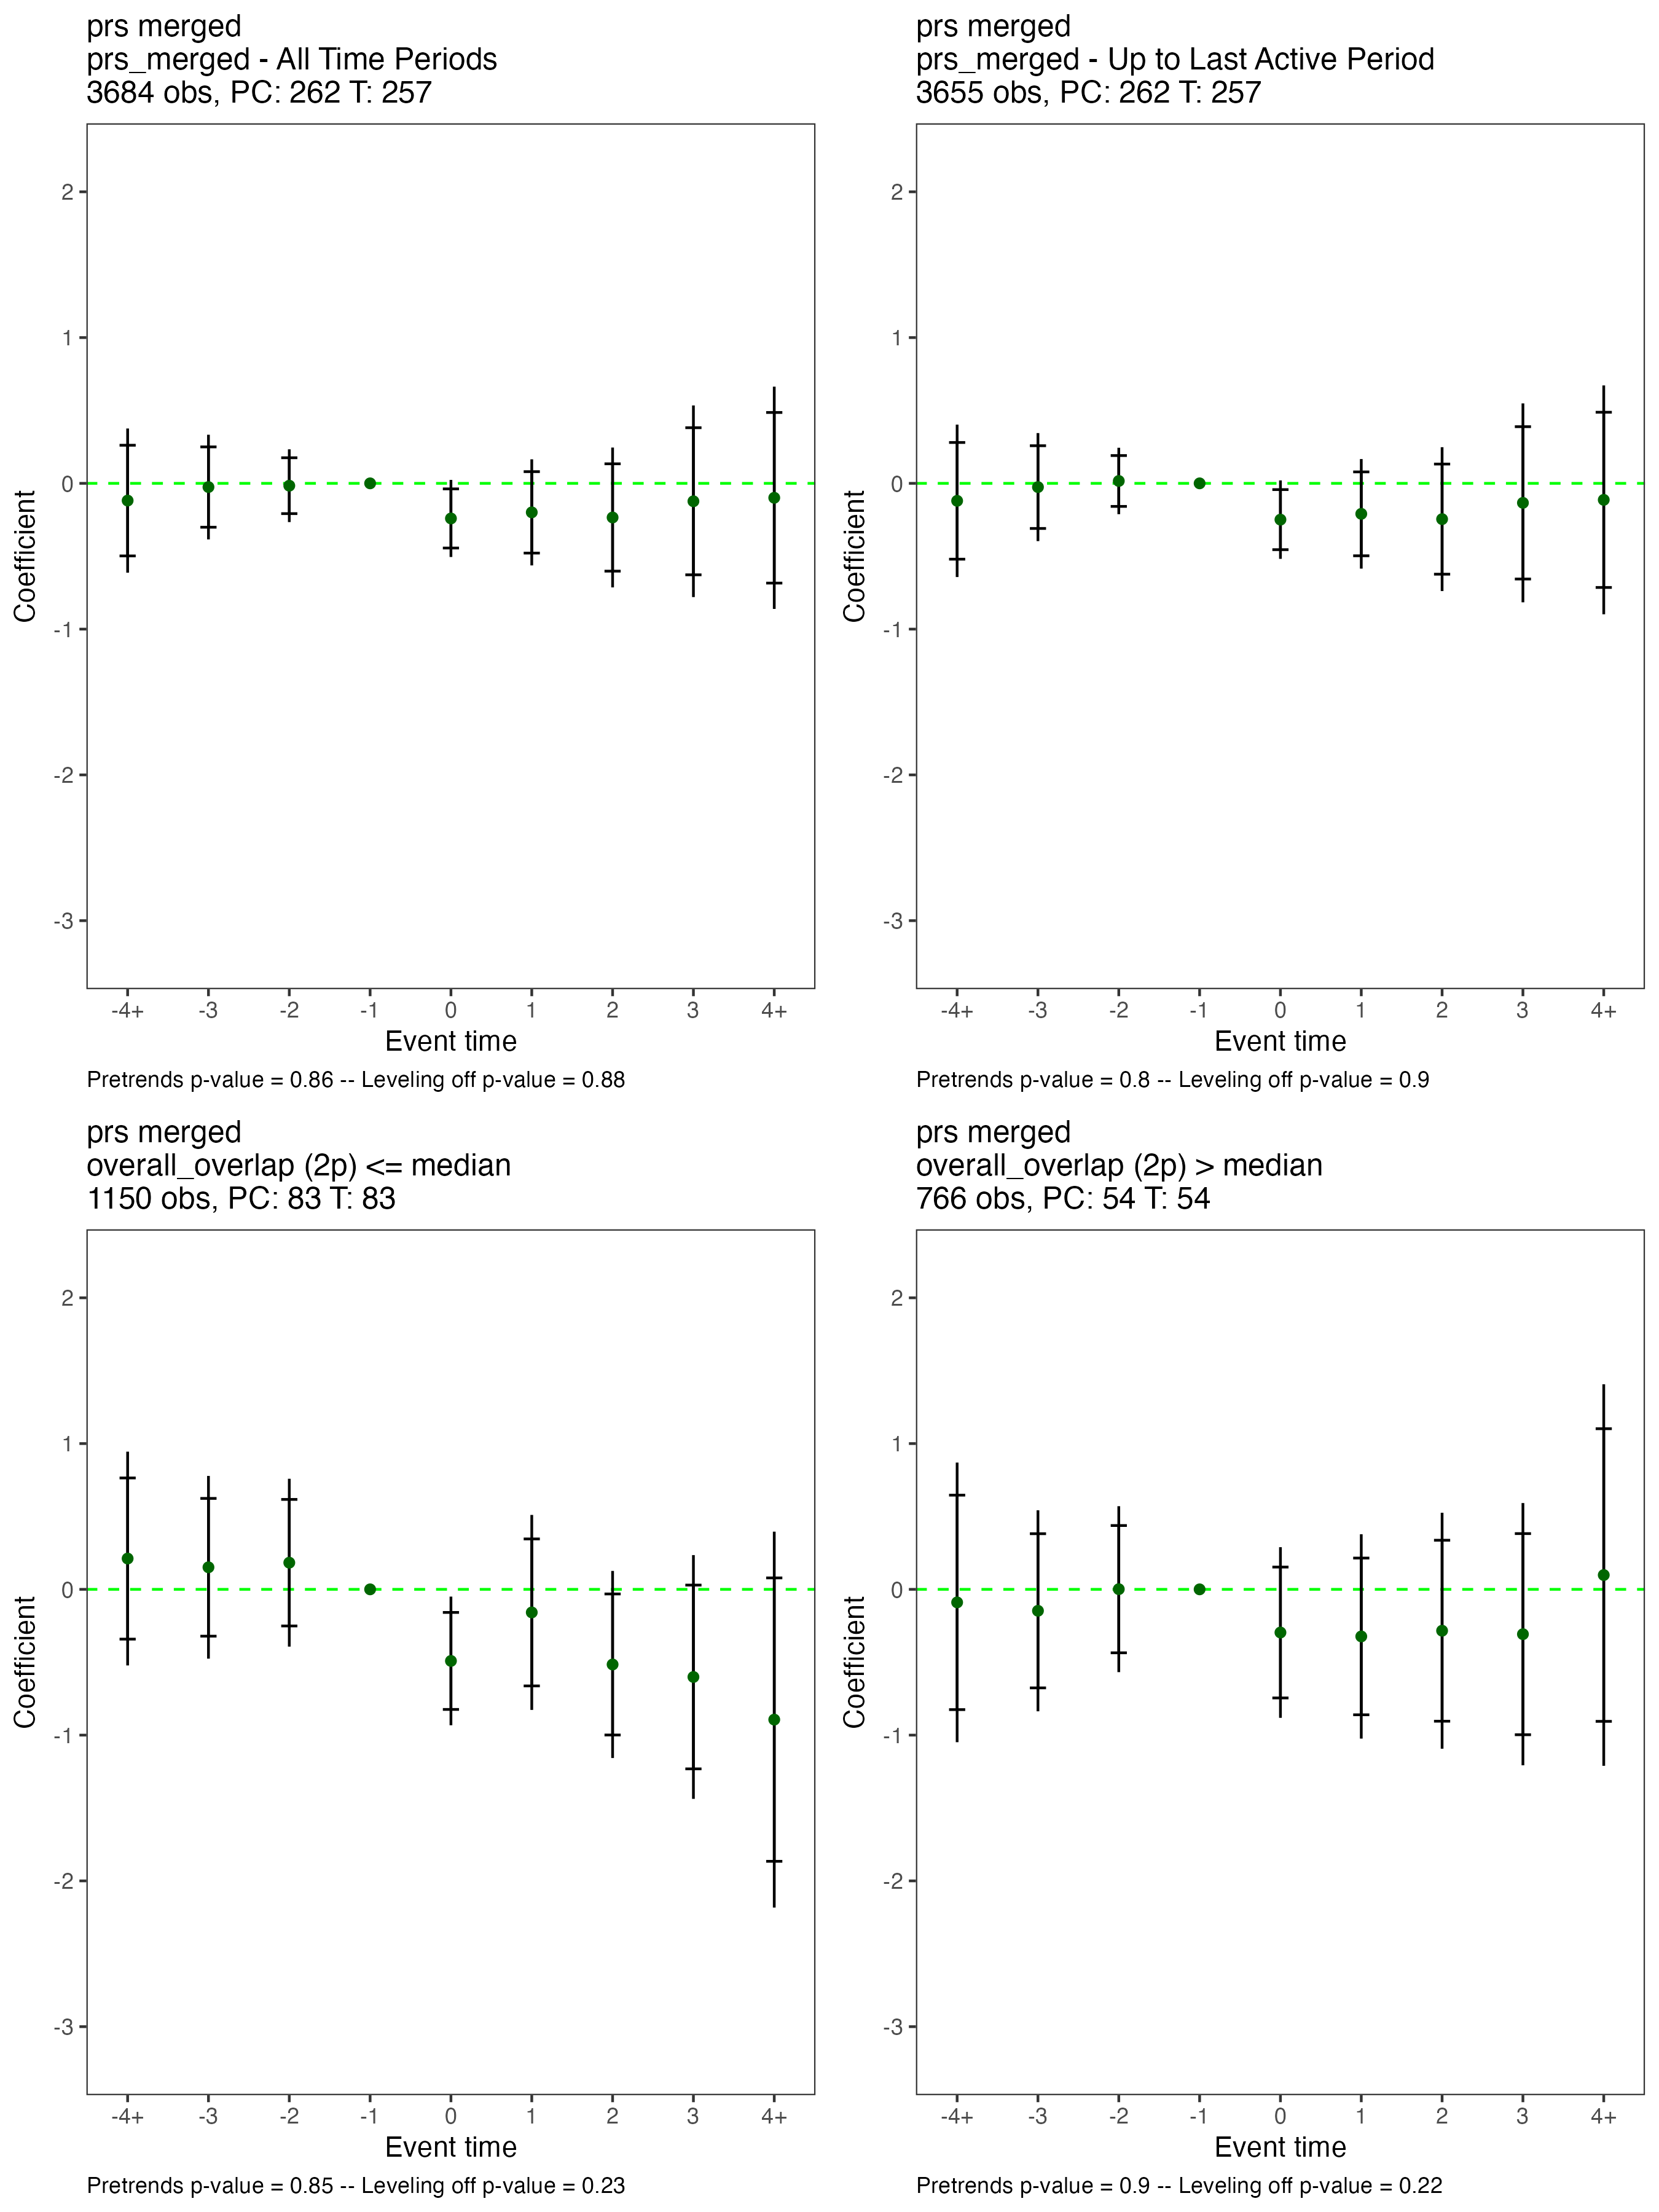 prs merged
prs_merged - All Time Periods
3684 obs, PC: 262 T: 257
2
1
0
-1
-2
-3
Coefficient
-4+ -3 -2 -1 0 1 2 3 4+
Event time
Pretrends p-value = 0.86 -- Leveling off p-value = 0.88
prs merged
prs_merged - Up to Last Active Period
3655 obs, PC: 262 T: 257
2
1
0
-1
-2
-3
Coefficient
-4+ -3 -2 -1 0 1 2 3 4+
Event time
Pretrends p-value = 0.8 -- Leveling off p-value = 0.9
prs merged
overall_overlap (2p) <= median
1150 obs, PC: 83 T: 83
2
1
0
-1
-2
-3
Coefficient
-4+ -3 -2 -1 0 1 2 3 4+
Event time
Pretrends p-value = 0.85 -- Leveling off p-value = 0.23
prs merged
overall_overlap (2p) > median
766 obs, PC: 54 T: 54
2
1
0
-1
-2
-3
Coefficient
-4+ -3 -2 -1 0 1 2 3 4+
Event time
Pretrends p-value = 0.9 -- Leveling off p-value = 0.22